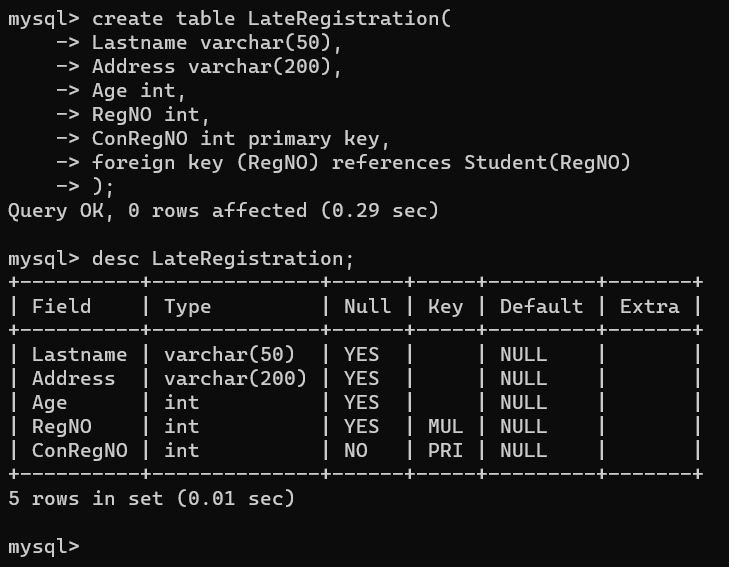 mysql> create table LateRegistration(
    -> Lastname varchar(50),
    -> Address varchar(200),
    -> Age int,
    -> RegNO int,
    -> ConRegNO int primary key,
    -> foreign key (RegNO) references Student(RegNO)
    -> );
Query OK, 0 rows affected (0.29 sec)

mysql> desc LateRegistration;
+----------+--------------+------+-----+---------+-------+
| Field    | Type         | Null | Key | Default | Extra |
+----------+--------------+------+-----+---------+-------+
| Lastname | varchar(50)  | YES  |     | NULL    |       |
| Address  | varchar(200) | YES  |     | NULL    |       |
| Age      | int          | YES  |     | NULL    |       |
| RegNO    | int          | YES  | MUL | NULL    |       |
| ConRegNO | int          | NO   | PRI | NULL    |       |
+----------+--------------+------+-----+---------+-------+
5 rows in set (0.01 sec)

mysql>